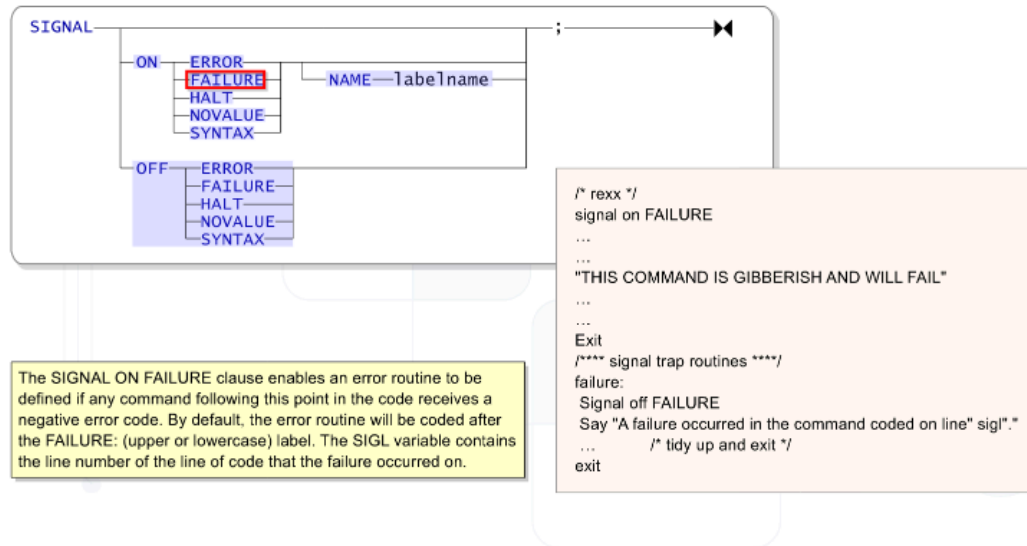 SIGNAL ;
ON ERROR
FAILURE NAME labelname
HALT
NOVALUE
SYNTAX
OFF ERROR
FAILURE
HALT
NOVALUE
SYNTAX
/* rexx */
signal on FAILURE
...
...
"THIS COMMAND IS GIBBERISH AND WILL FAIL"
...
...
Exit
/**** signal trap routines ****/
failure:
Signal off FAILURE
Say "A failure occurred in the command coded on line" sigl"."
... /* tidy up and exit */
exit
The SIGNAL ON FAILURE clause enables an error routine to be
defined if any command following this point in the code receives a
negative error code. By default, the error routine will be coded after
the FAILURE: (upper or lowercase) label. The SIGL variable contains
the line number of the line of code that the failure occurred on.